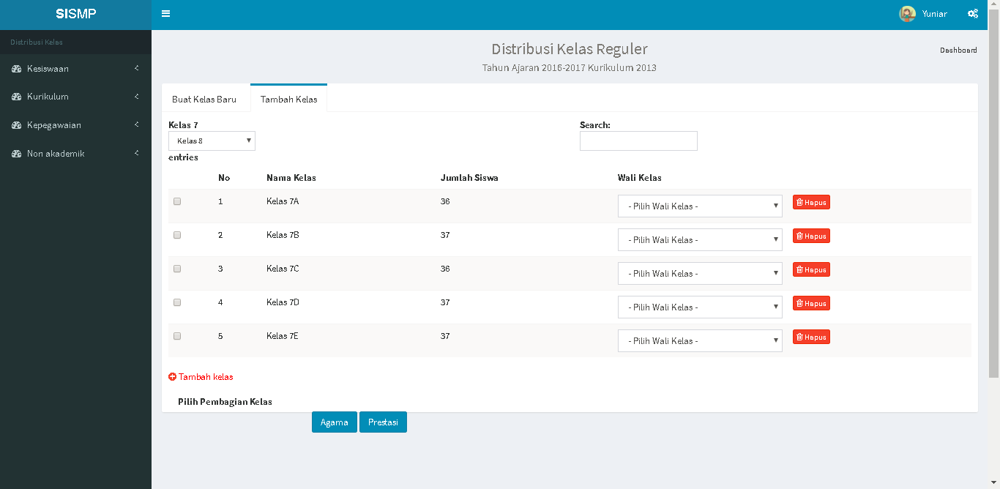 SISMP
Yuniar
Distribusi Kelas
Kesiswaan
Kurikulum
Kepegawaian
Non akademik
Distribusi Kelas Reguler
Tahun Ajaran 2016-2017 Kurikulum 2013
Dashboard
Buat Kelas Baru Tambah Kelas
Kelas 7 Search:
Kelas 8
entries
No Nama Kelas Jumlah Siswa Wali Kelas
1 Kelas 7A 36 - Pilih Wali Kelas - Hapus
2 Kelas 7B 37 - Pilih Wali Kelas - Hapus
3 Kelas 7C 36 - Pilih Wali Kelas - Hapus
4 Kelas 7D 37 - Pilih Wali Kelas - Hapus
5 Kelas 7E 37 - Pilih Wali Kelas - Hapus
Tambah kelas
Pilih Pembagian Kelas
Agama Prestasi